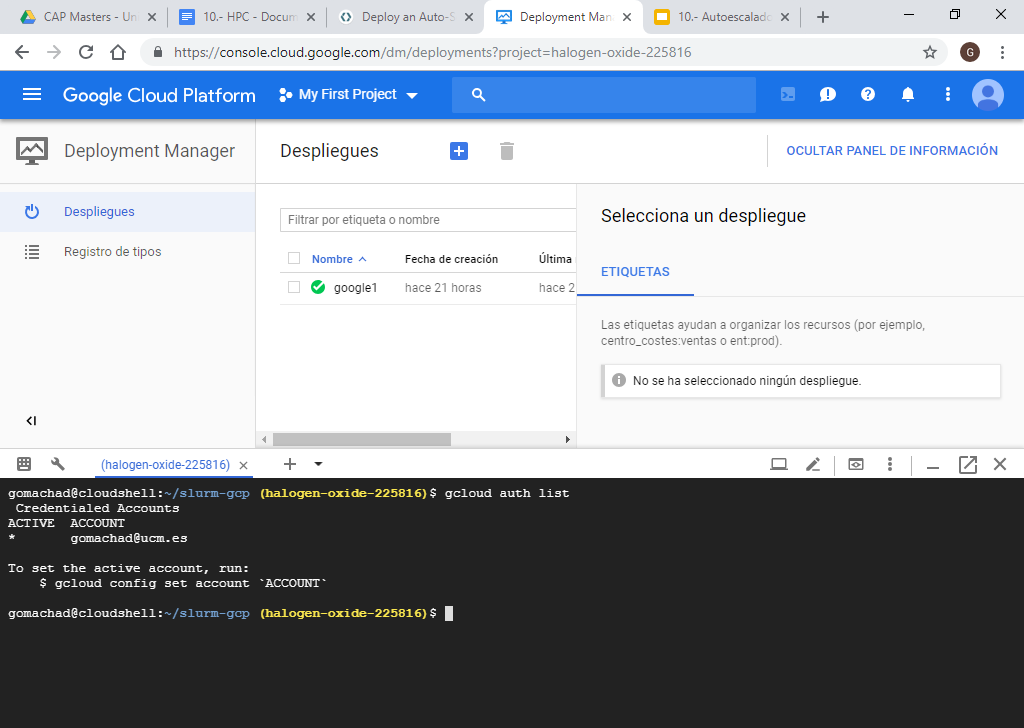 CAP Masters - Un
10.- HPC - Docum
Deploy an Auto-S
Deployment Man
10.- Autoescalado
https://console.cloud.google.com/dm/deployments?project=halogen-oxide-225816
G
Google Cloud Platform
My First Project
Deployment Manager
Despliegues
OCULTAR PANEL DE INFORMACIÓN
Despliegues
Registro de tipos
Filtrar por etiqueta o nombre
Nombre
Fecha de creación
Última
google1
hace 21 horas
hace 2
Selecciona un despliegue
ETIQUETAS
Las etiquetas ayudan a organizar los recursos (por ejemplo,
centro_costes:ventas o ent:prod).
No se ha seleccionado ningún despliegue.
(halogen-oxide-225816)
gomachad@cloudshell:~/slurm-gcp (halogen-oxide-225816)$ gcloud auth list
Credentialed Accounts
ACTIVE  ACCOUNT
*       gomachad@ucm.es
To set the active account, run:
$ gcloud config set account `ACCOUNT`
gomachad@cloudshell:~/slurm-gcp (halogen-oxide-225816)$